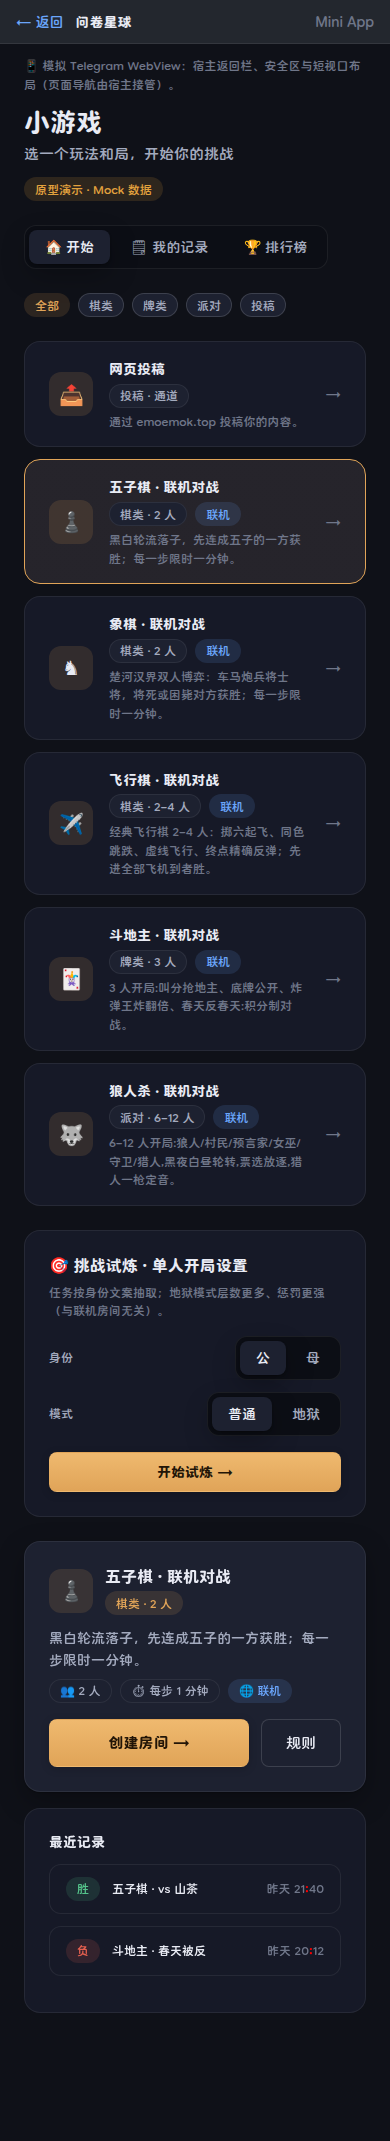 ← 返回 问卷星球 Mini App
📱 模拟 Telegram WebView：宿主返回栏、安全区与短视口布
局（页面导航由宿主接管）。
小游戏
选一个玩法和局，开始你的挑战
原型演示 · Mock 数据
🏠 开始 🗒️ 我的记录 🏆 排行榜
全部 棋类 牌类 派对 投稿
网页投稿
投稿 · 通道
通过 emoemok.top 投稿你的内容。
→
五子棋 · 联机对战
棋类 · 2 人 联机
黑白轮流落子，先连成五子的一方获
胜；每一步限时一分钟。
→
象棋 · 联机对战
棋类 · 2 人 联机
楚河汉界双人博弈：车马炮兵将士
将，将死或困毙对方获胜；每一步限
时一分钟。
→
飞行棋 · 联机对战
棋类 · 2–4 人 联机
经典飞行棋 2–4 人：掷六起飞、同色
跳跃、虚线飞行、终点精确反弹；先
进全部飞机到者胜。
→
斗地主 · 联机对战
牌类 · 3 人 联机
3 人开局:叫分抢地主、底牌公开、炸
弹王炸翻倍、春天反春天:积分制对
战。
→
狼人杀 · 联机对战
派对 · 6–12 人 联机
6–12 人开局:狼人/村民/预言家/女巫/
守卫/猎人,黑夜白昼轮转,票选放逐,猎
人一枪定音。
→
🎯 挑战试炼 · 单人开局设置
任务按身份文案抽取；地狱模式层数更多、惩罚更强
（与联机房间无关）。
身份 公 母
模式 普通 地狱
开始试炼 →
五子棋 · 联机对战
棋类 · 2 人
黑白轮流落子，先连成五子的一方获胜；每一
步限时一分钟。
👥 2 人 ⏱️ 每步 1 分钟 🌐 联机
创建房间 → 规则
最近记录
胜 五子棋 · vs 山茶 昨天 21:40
负 斗地主 · 春天被反 昨天 20:12